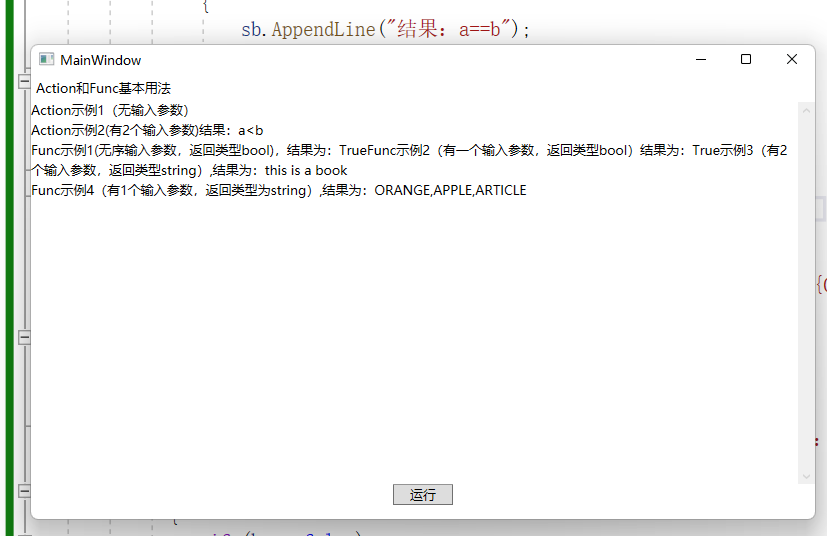 {
sb.AppendLine("结果：a==b");
MainWindow
Action和Func基本用法
Action示例1（无输入参数）
Action示例2(有2个输入参数)结果：a<b
Func示例1(无序输入参数，返回类型bool)，结果为：TrueFunc示例2（有一个输入参数，返回类型bool）结果为：True示例3（有2
个输入参数，返回类型string）,结果为：this is a book
Func示例4（有1个输入参数，返回类型为string）,结果为：ORANGE,APPLE,ARTICLE
运行